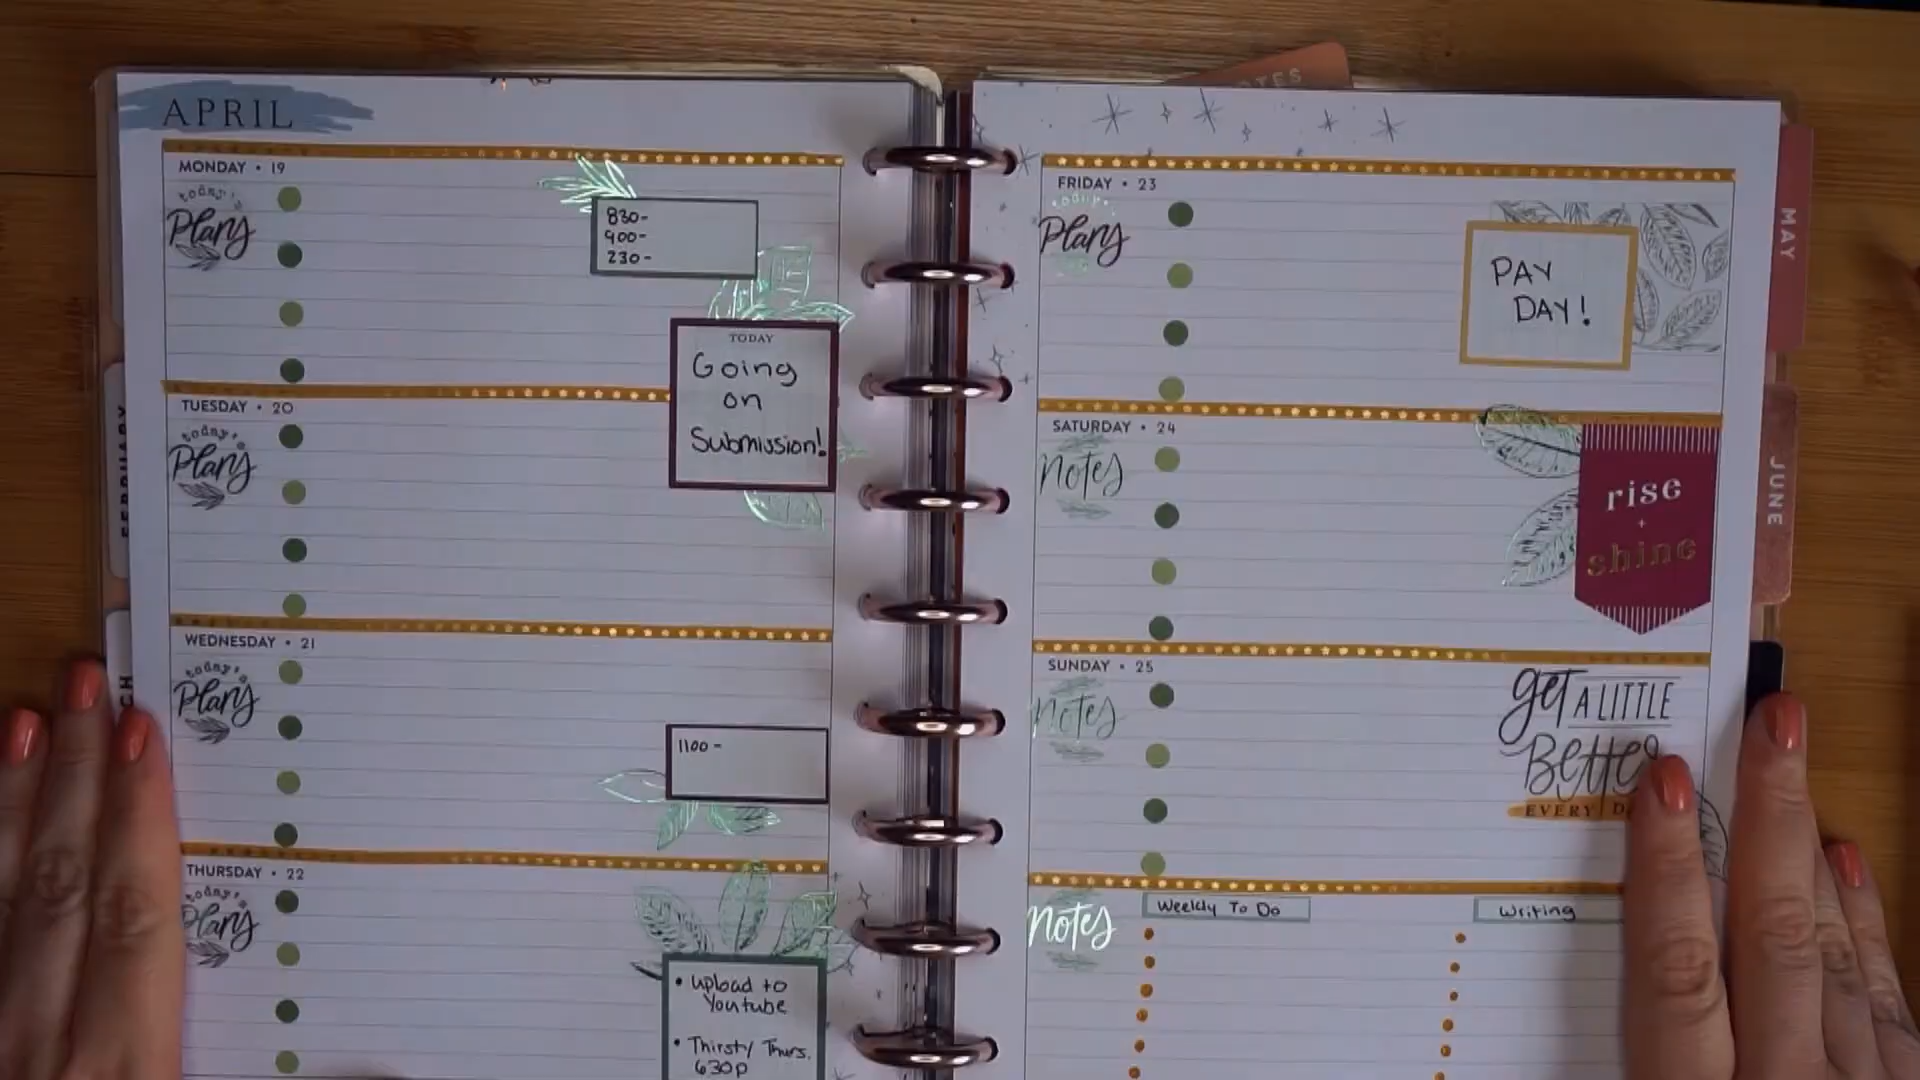 APRIL
MONDAY • 19
today's
Plans
830-
900-
230-
TODAY
Going
on
Submission!
TUESDAY • 20
today's
Plans
WEDNESDAY • 21
today's
Plans
1100-
THURSDAY • 22
today's
Plans
• Upload to
Youtube
• Thirsty Thurs.
630p
FRIDAY • 23
today's
Plans
PAY
DAY!
SATURDAY • 24
notes
rise
+
shine
SUNDAY • 25
notes
get A LITTLE
Better
EVERY
notes
Weekly To Do
Writing
MAY
JUNE
FEBRUARY